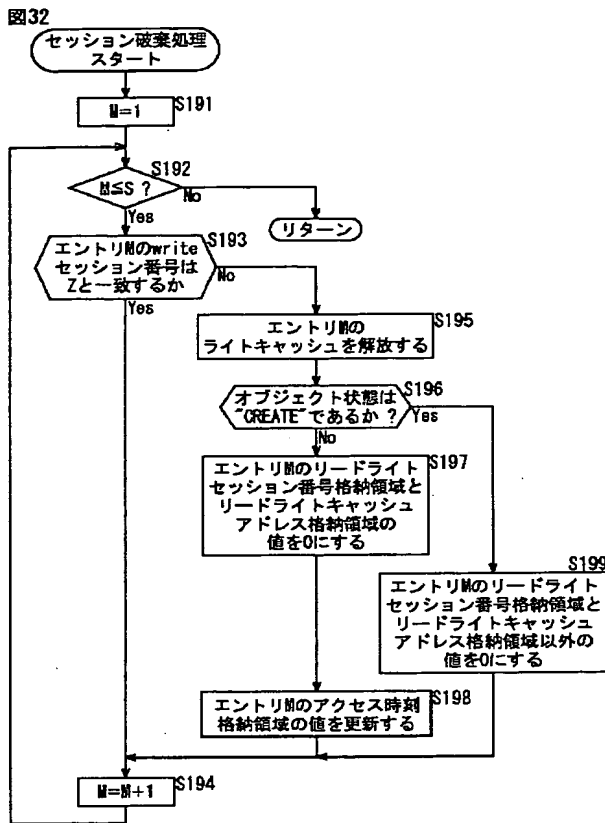 図32
セッション破棄処理
スタート
M=1
S191
S192
M≦S ?
No
Yes
リターン
S193
エントリMのwrite
セッション番号は
Zと一致するか
No
Yes
S195
エントリMの
ライトキャッシュを解放する
S196
オブジェクト状態は
"CREATE"であるか ?
Yes
No
S197
エントリMのリードライト
セッション番号格納領域と
リードライトキャッシュ
アドレス格納領域の
値を0にする
S199
エントリMのリードライト
セッション番号格納領域と
リードライトキャッシュ
アドレス格納領域以外の
値を0にする
S198
エントリMのアクセス時刻
格納領域の値を更新する
S194
M=M+1